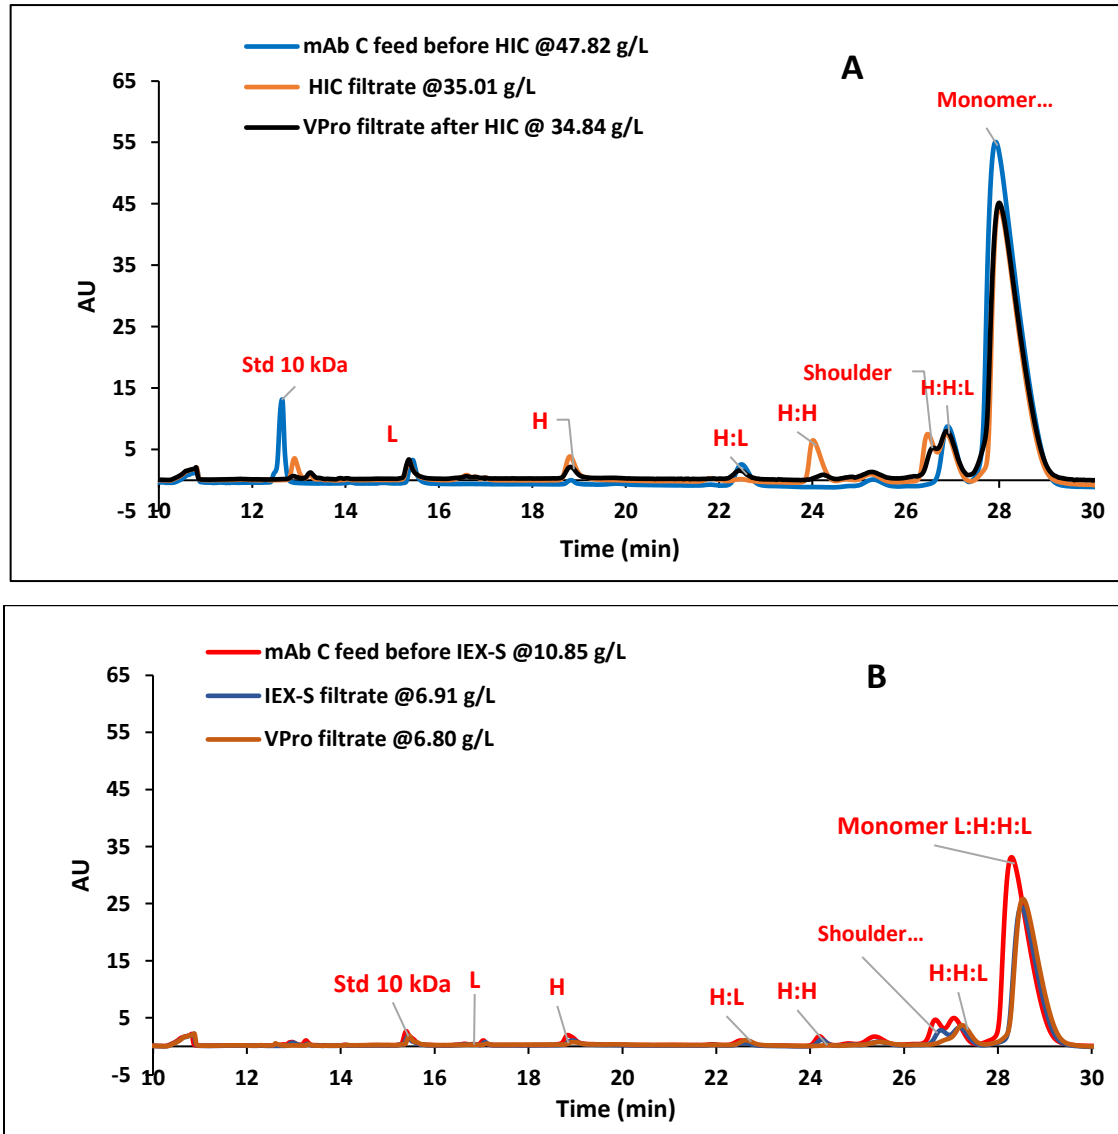 mAb C feed before HIC @47.82 g/L
HIC filtrate @35.01 g/L
VPro filtrate after HIC @ 34.84 g/L
A
Monomer…
Std 10 kDa
L
H
H:L
H:H
Shoulder
H:H:L
AU
65
55
45
35
25
15
5
-5
10 12 14 16 18 20 22 24 26 28 30
Time (min)
mAb C feed before IEX-S @10.85 g/L
IEX-S filtrate @6.91 g/L
VPro filtrate @6.80 g/L
B
Monomer L:H:H:L
Shoulder…
Std 10 kDa
L
H
H:L
H:H
H:H:L
AU
65
55
45
35
25
15
5
-5
10 12 14 16 18 20 22 24 26 28 30
Time (min)